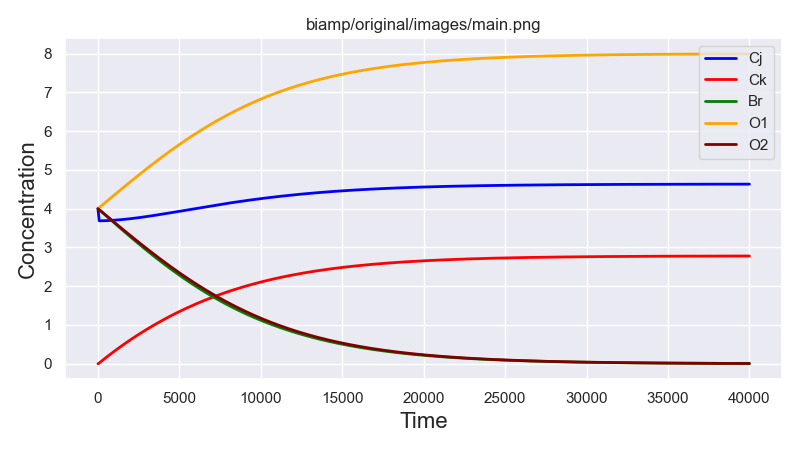 biamp/original/images/main.png
8
7
6
5
4
3
2
1
0
Concentration
Cj
Ck
Br
O1
O2
0 5000 10000 15000 20000 25000 30000 35000 40000
Time